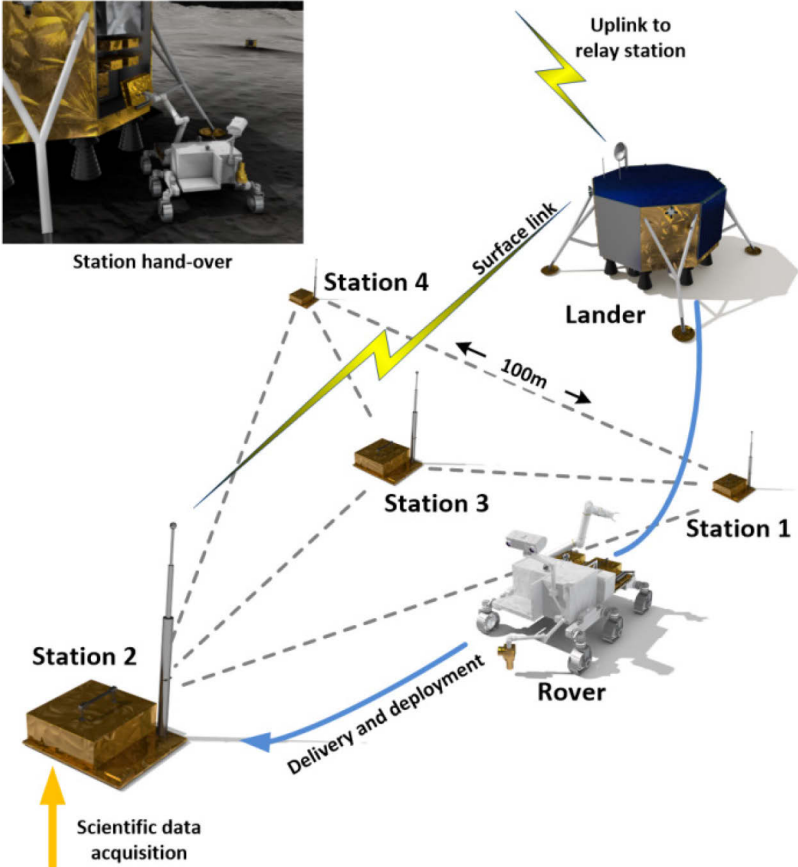 Uplink to
relay station
Station hand-over
Surface link
Station 4
Lander
100m
Station 3
Station 1
Station 2
Rover
Delivery and deployment
Scientific data
acquisition